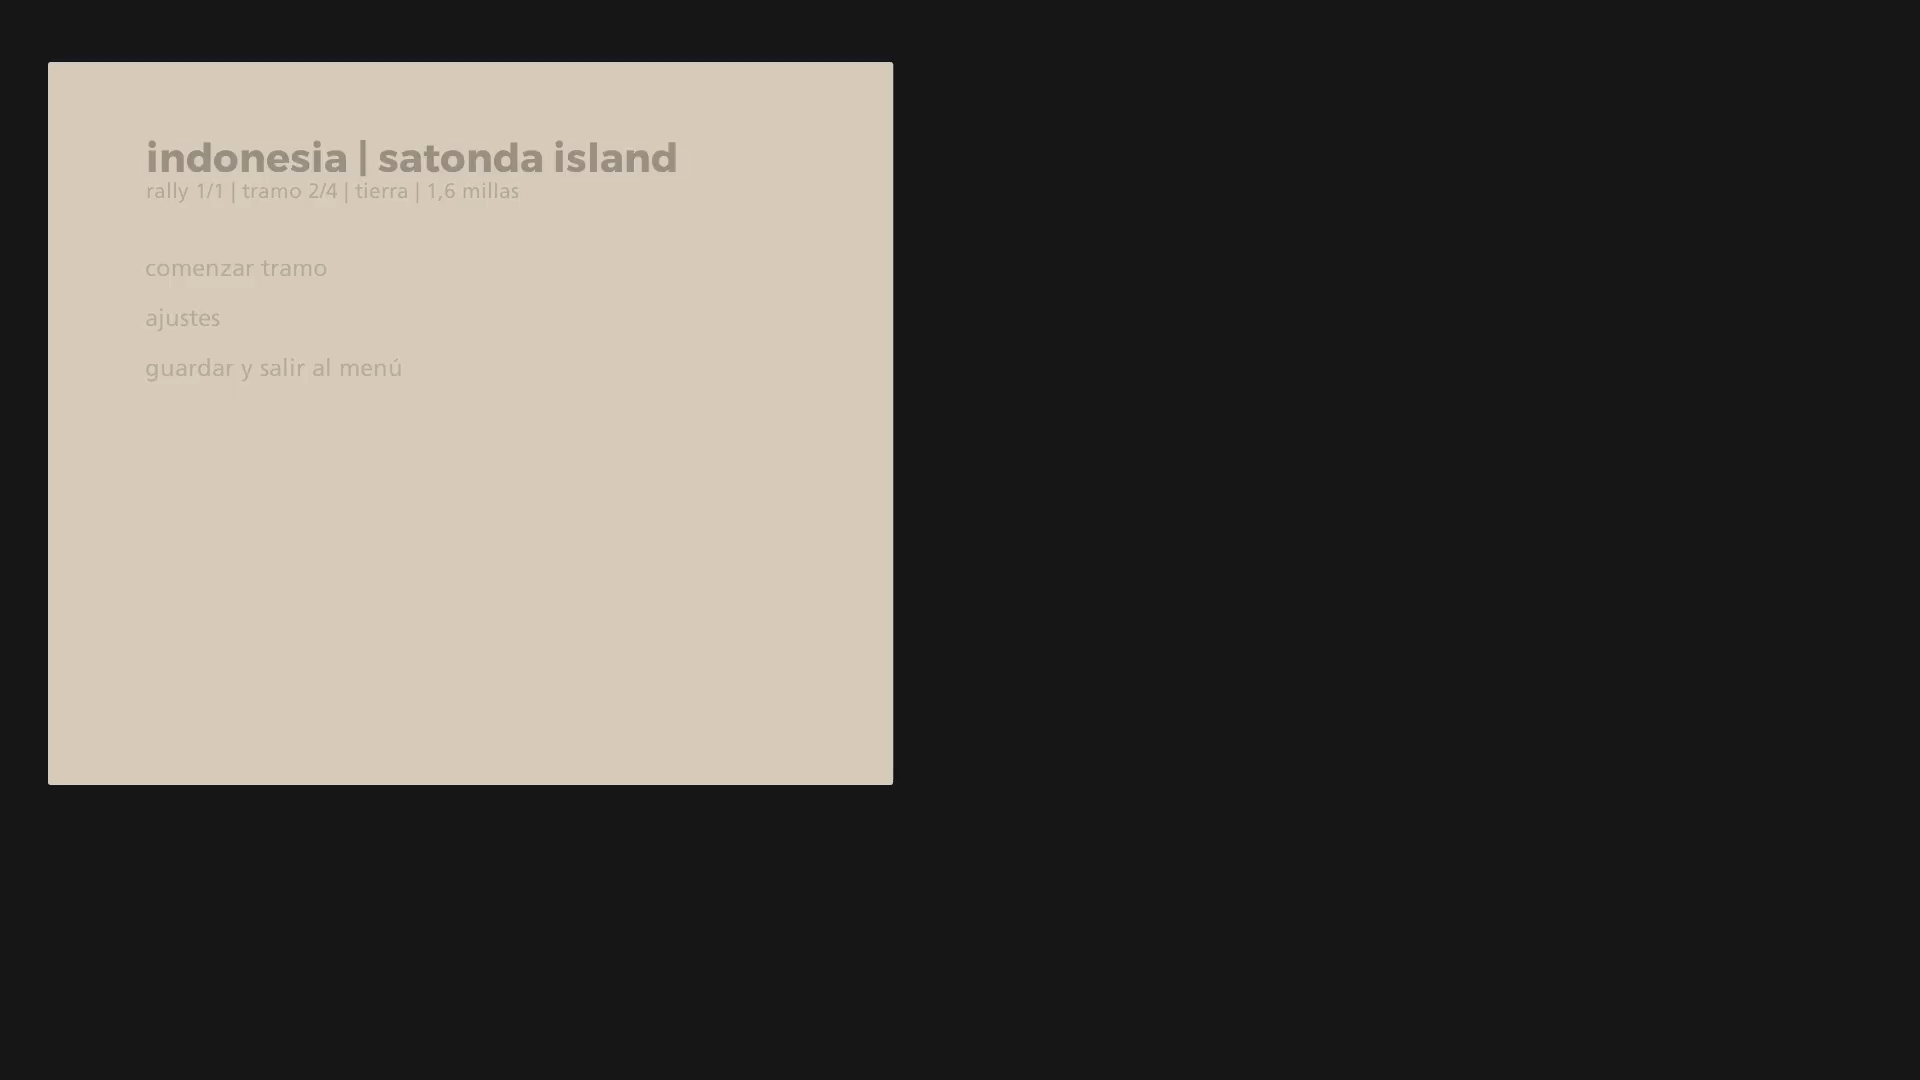 indonesia | satonda island
rally 1/1 | tramo 2/4 | tierra | 1,6 millas
comenzar tramo
ajustes
guardar y salir al menú